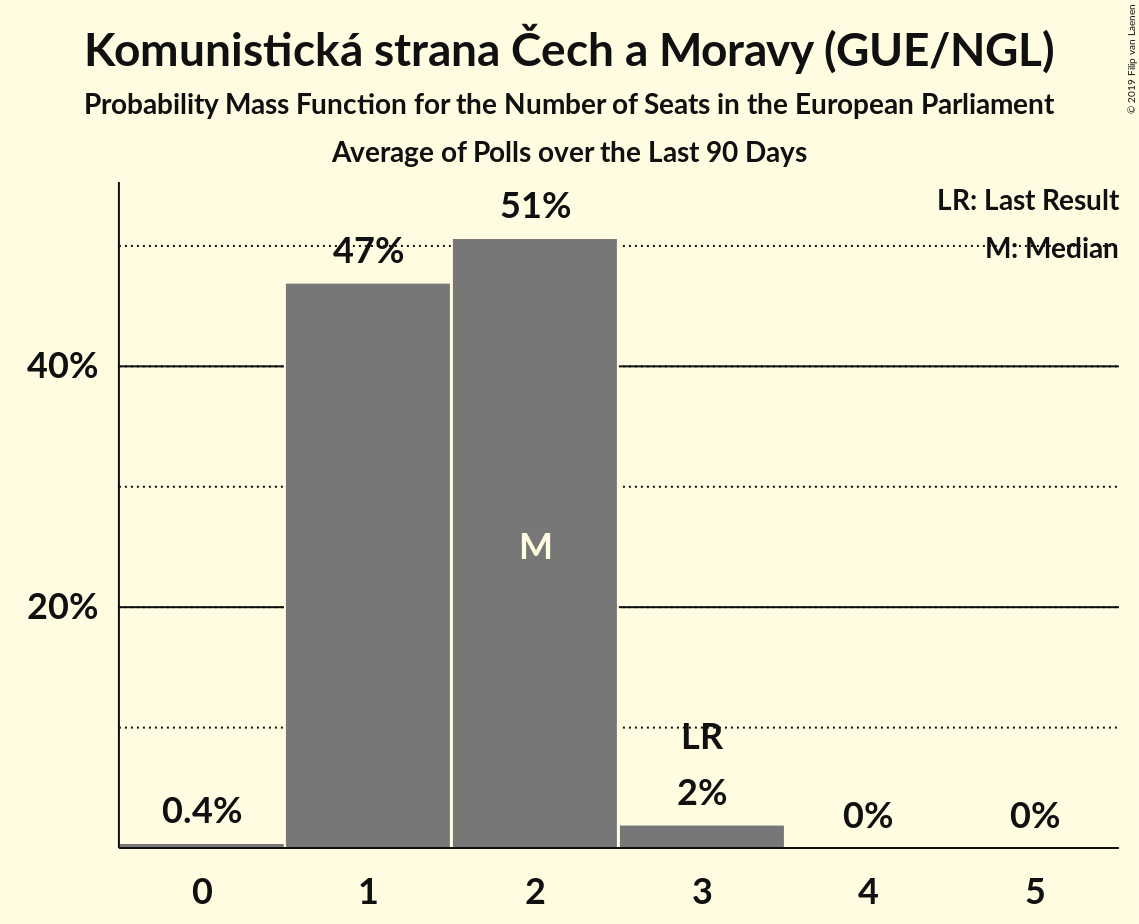 Komunistická strana Čech a Moravy (GUE/NGL)
Probability Mass Function for the Number of Seats in the European Parliament
Average of Polls over the Last 90 Days
© 2019 Filip van Laenen
LR: Last Result
M: Median
51%
47%
40%
M
20%
LR
2%
0.4%
0%
0%
0 1 2 3 4 5